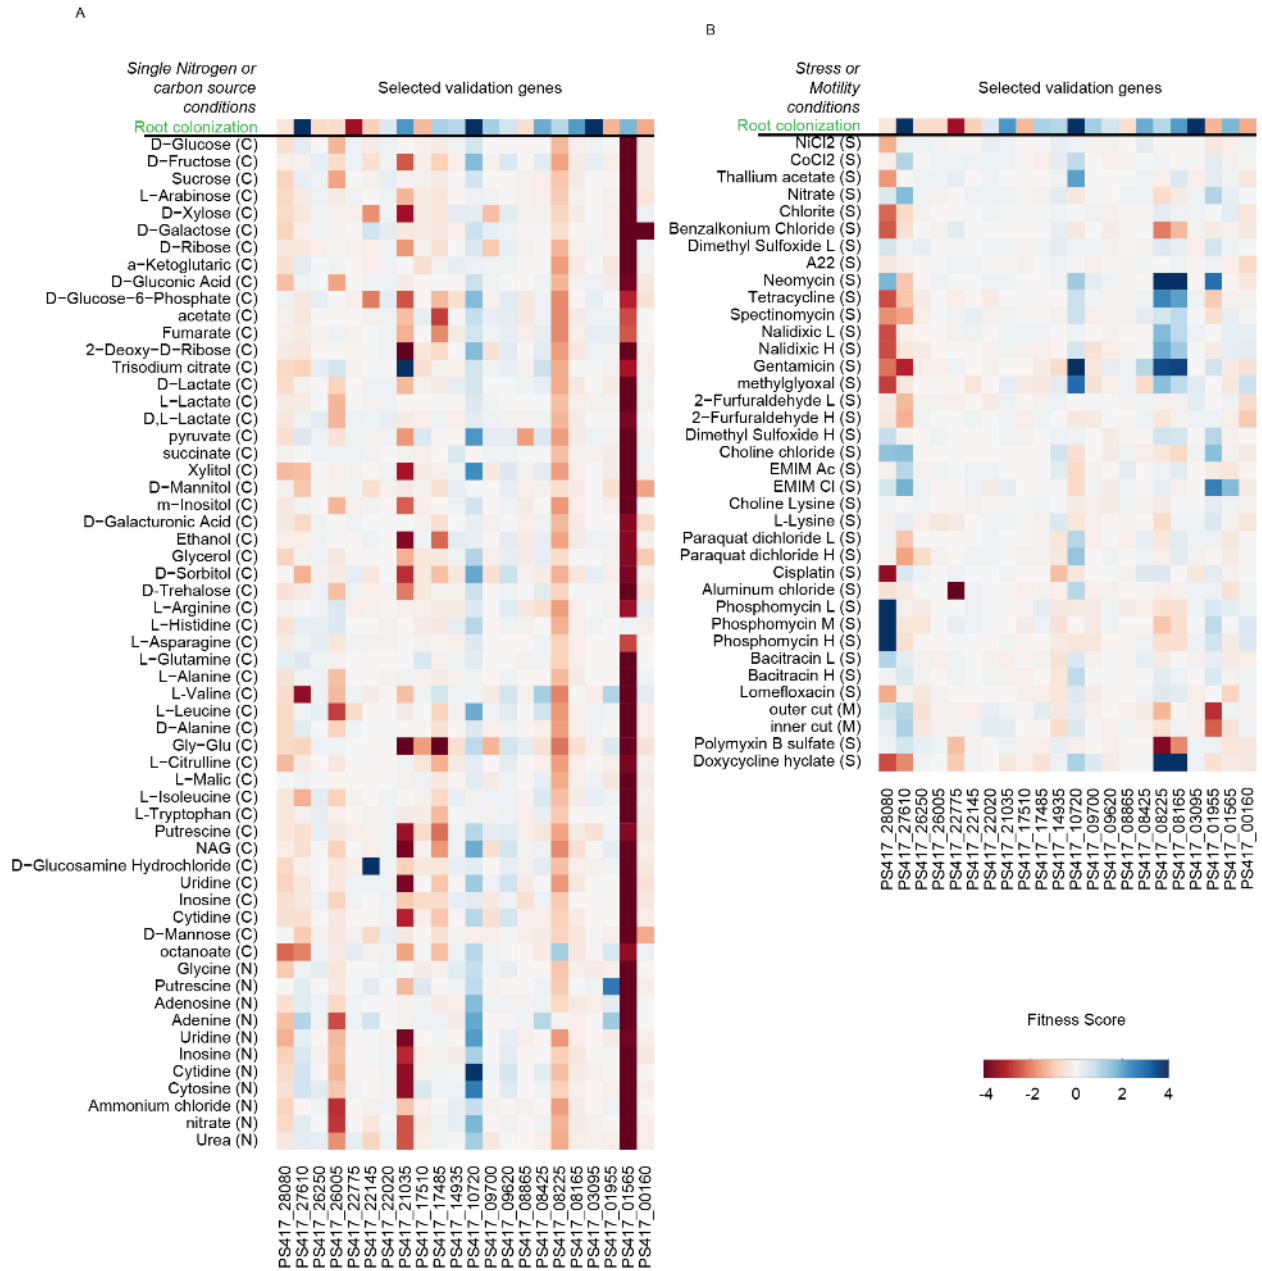 A
Single Nitrogen or
carbon source
conditions
Selected validation genes
Root colonization
D−Glucose (C)
D−Fructose (C)
Sucrose (C)
L−Arabinose (C)
D−Xylose (C)
D−Galactose (C)
D−Ribose (C)
a−Ketoglutaric (C)
D−Gluconic Acid (C)
D−Glucose−6−Phosphate (C)
acetate (C)
Fumarate (C)
2−Deoxy−D−Ribose (C)
Trisodium citrate (C)
D−Lactate (C)
L−Lactate (C)
D,L−Lactate (C)
pyruvate (C)
succinate (C)
Xylitol (C)
D−Mannitol (C)
m−Inositol (C)
D−Galacturonic Acid (C)
Ethanol (C)
Glycerol (C)
D−Sorbitol (C)
D-Trehalose (C)
L−Arginine (C)
L−Histidine (C)
L−Asparagine (C)
L−Glutamine (C)
L−Alanine (C)
L-Valine (C)
L−Leucine (C)
D−Alanine (C)
Gly−Glu (C)
L−Citrulline (C)
L−Malic (C)
L−Isoleucine (C)
L-Tryptophan (C)
Putrescine (C)
NAG (C)
D−Glucosamine Hydrochloride (C)
Uridine (C)
Inosine (C)
Cytidine (C)
D−Mannose (C)
octanoate (C)
Glycine (N)
Putrescine (N)
Adenosine (N)
Adenine (N)
Uridine (N)
Inosine (N)
Cytidine (N)
Cytosine (N)
Ammonium chloride (N)
nitrate (N)
Urea (N)
PS417_28080
PS417_27610
PS417_26250
PS417_26005
PS417_22775
PS417_22145
PS417_22020
PS417_21035
PS417_17510
PS417_17485
PS417_14935
PS417_10720
PS417_09700
PS417_09620
PS417_08865
PS417_08425
PS417_08225
PS417_08165
PS417_03095
PS417_01955
PS417_01565
PS417_00160
B
Stress or
Motility
conditions
Selected validation genes
Root colonization
NiCl2 (S)
CoCl2 (S)
Thallium acetate (S)
Nitrate (S)
Chlorite (S)
Benzalkonium Chloride (S)
Dimethyl Sulfoxide L (S)
A22 (S)
Neomycin (S)
Tetracycline (S)
Spectinomycin (S)
Nalidixic L (S)
Nalidixic H (S)
Gentamicin (S)
methylglyoxal (S)
2−Furfuraldehyde L (S)
2−Furfuraldehyde H (S)
Dimethyl Sulfoxide H (S)
Choline chloride (S)
EMIM Ac (S)
EMIM Cl (S)
Choline Lysine (S)
L-Lysine (S)
Paraquat dichloride L (S)
Paraquat dichloride H (S)
Cisplatin (S)
Aluminum chloride (S)
Phosphomycin L (S)
Phosphomycin M (S)
Phosphomycin H (S)
Bacitracin L (S)
Bacitracin H (S)
Lomefloxacin (S)
outer cut (M)
inner cut (M)
Polymyxin B sulfate (S)
Doxycycline hyclate (S)
PS417_28080
PS417_27610
PS417_26250
PS417_26005
PS417_22775
PS417_22145
PS417_22020
PS417_21035
PS417_17510
PS417_17485
PS417_14935
PS417_10720
PS417_09700
PS417_09620
PS417_08865
PS417_08425
PS417_08225
PS417_08165
PS417_03095
PS417_01955
PS417_01565
PS417_00160
Fitness Score
-4 -2 0 2 4